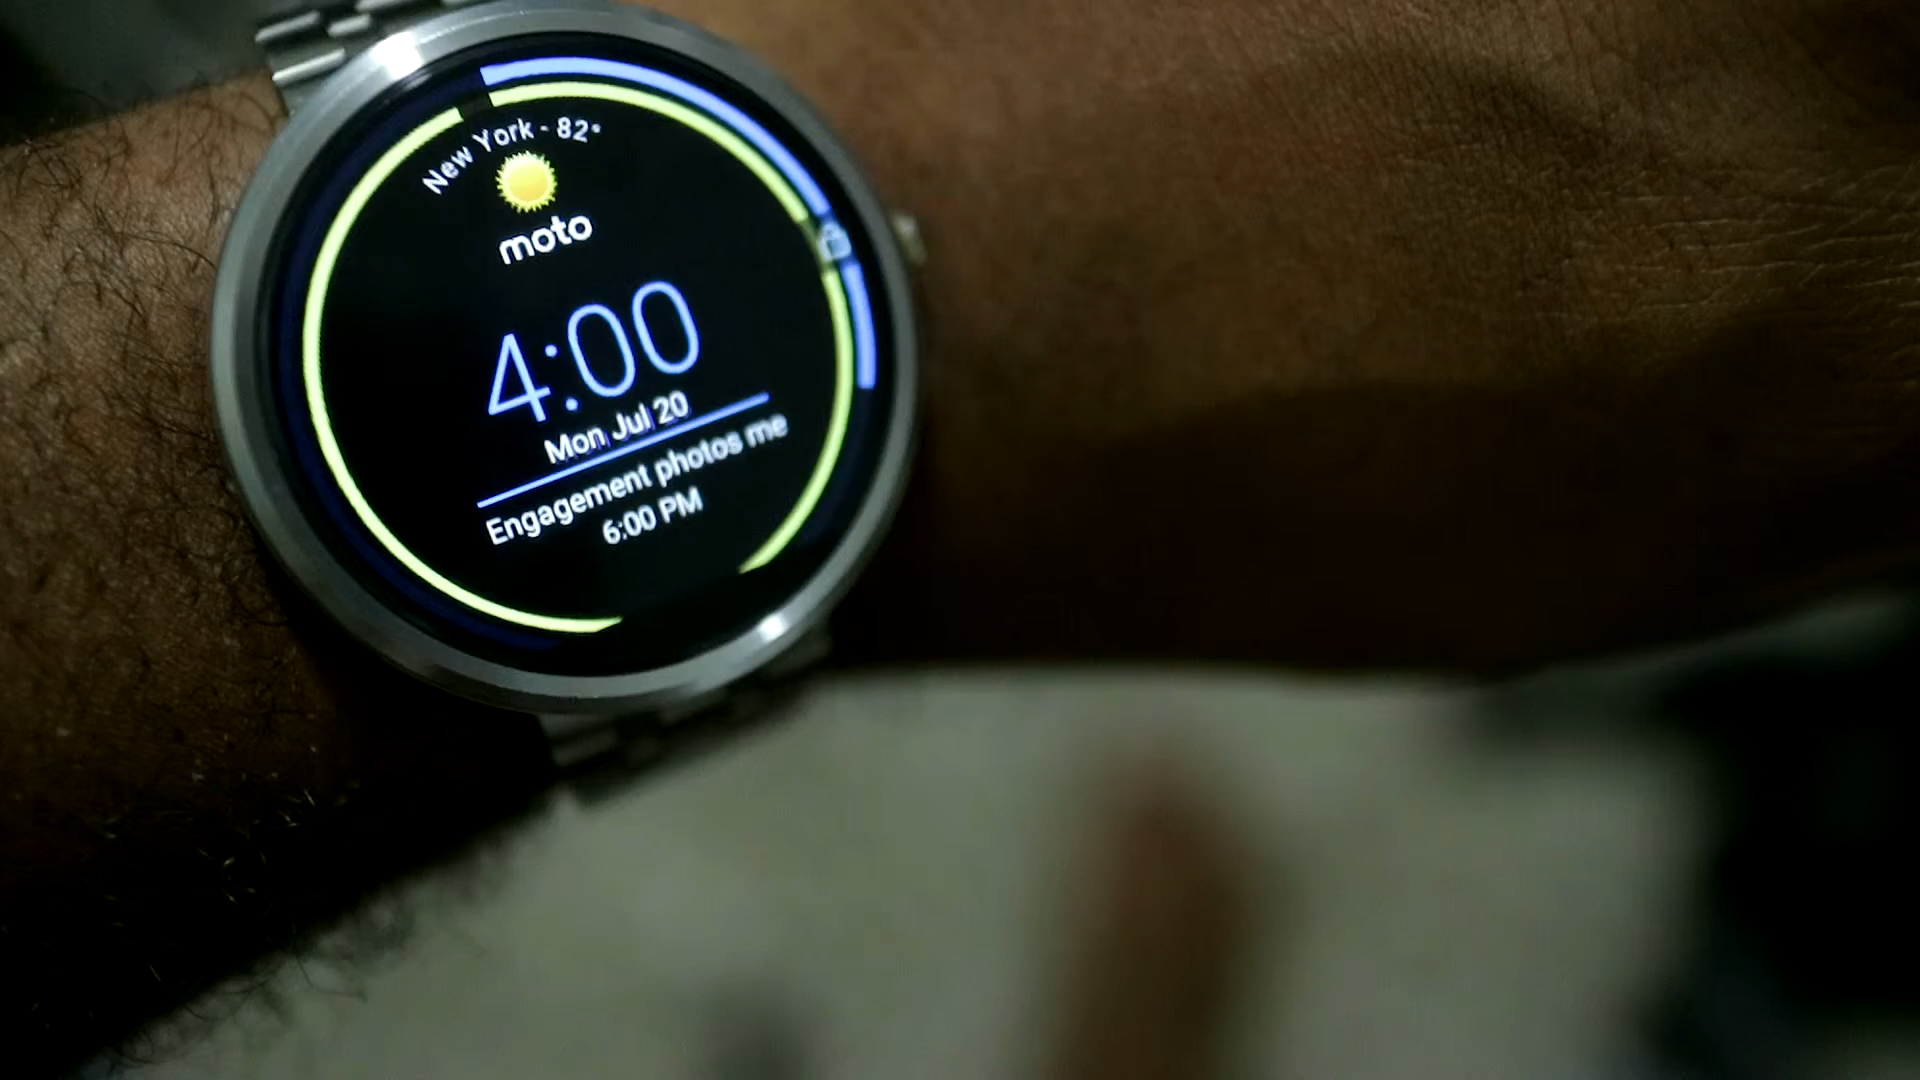 New York - 82°
moto
4:00
Mon Jul 20
Engagement photos me
6:00 PM